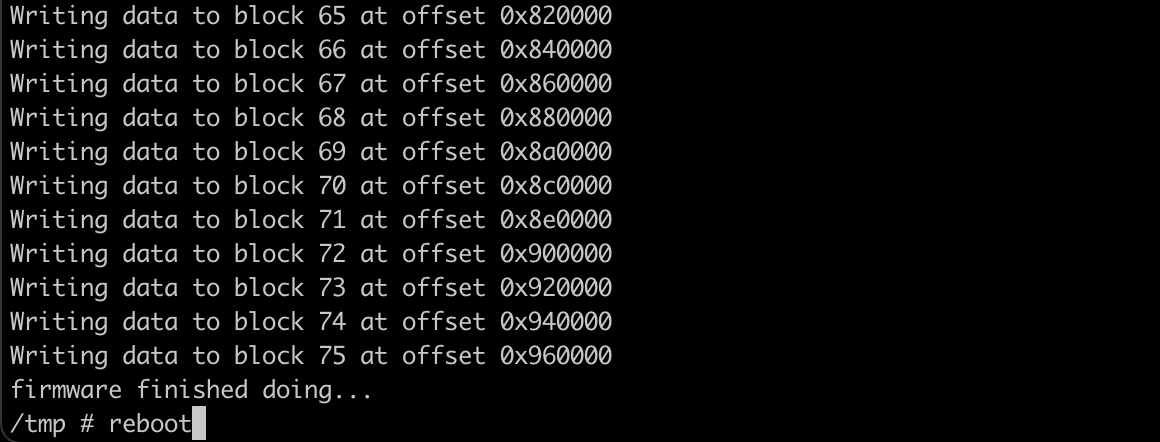 Writing data to block 65 at offset 0x820000
Writing data to block 66 at offset 0x840000
Writing data to block 67 at offset 0x860000
Writing data to block 68 at offset 0x880000
Writing data to block 69 at offset 0x8a0000
Writing data to block 70 at offset 0x8c0000
Writing data to block 71 at offset 0x8e0000
Writing data to block 72 at offset 0x900000
Writing data to block 73 at offset 0x920000
Writing data to block 74 at offset 0x940000
Writing data to block 75 at offset 0x960000
firmware finished doing...
/tmp # reboot